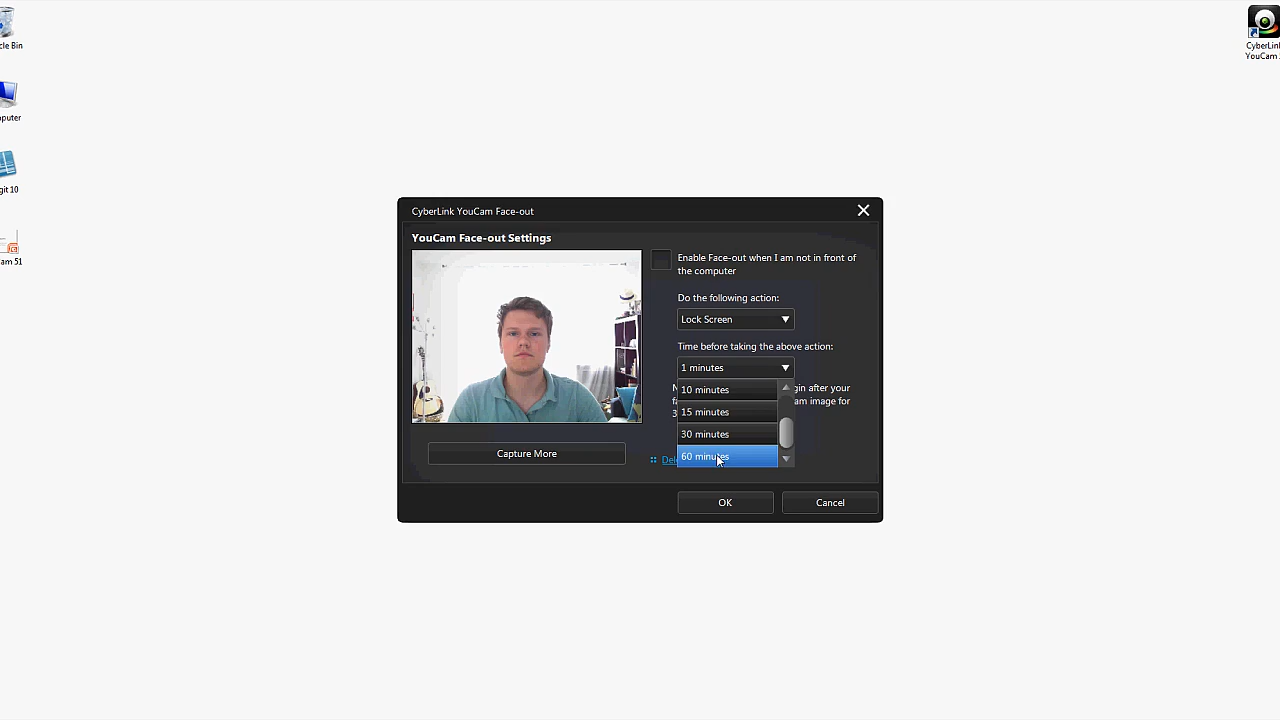 cle Bin
CyberLink
YouCam
mputer
git 10
am 51
CyberLink YouCam Face-out
YouCam Face-out Settings
Enable Face-out when I am not in front of
the computer
Do the following action:
Lock Screen
Time before taking the above action:
1 minutes
10 minutes
gin after your
15 minutes
am image for
30 minutes
60 minutes
Capture More
OK
Cancel